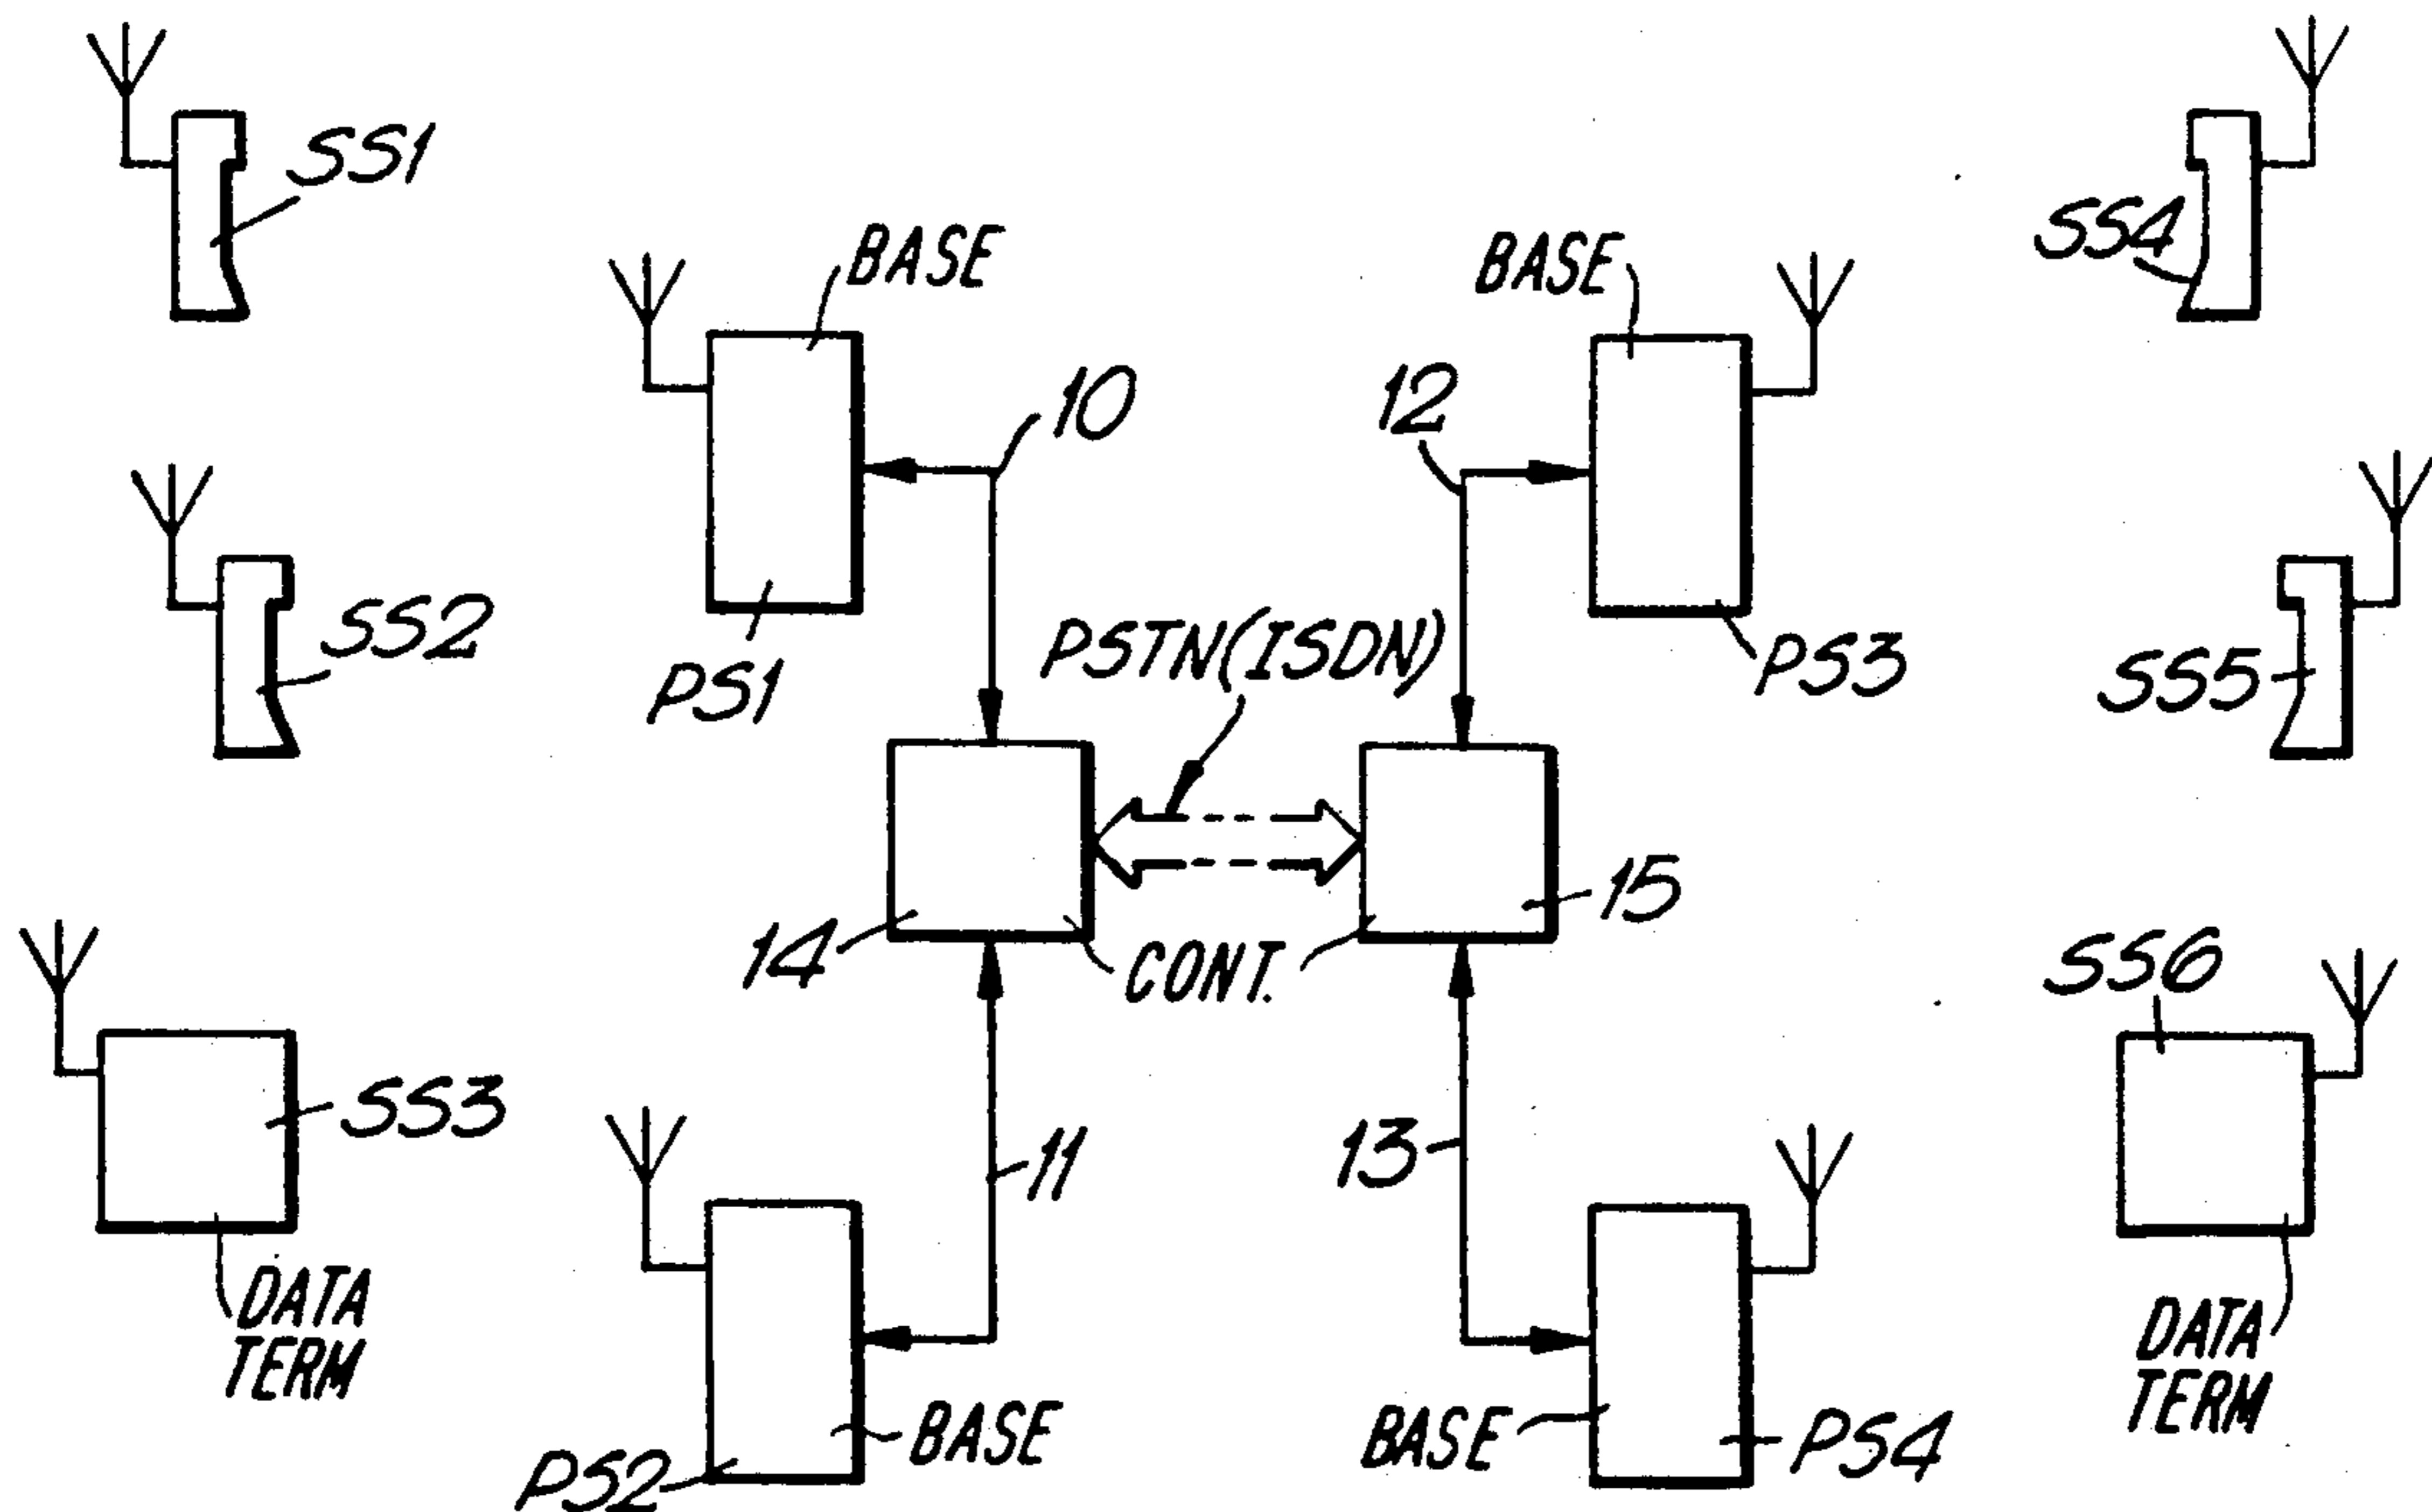 SS1
BASE
BASE
SS4
10
12
SS2
PSTN(ISDN)
PS1
PS3
SS5
14
CONT.
15
SS6
SS3
11
13
DATA
TERM
DATA
TERM
PS2
BASE
BASE
PS4